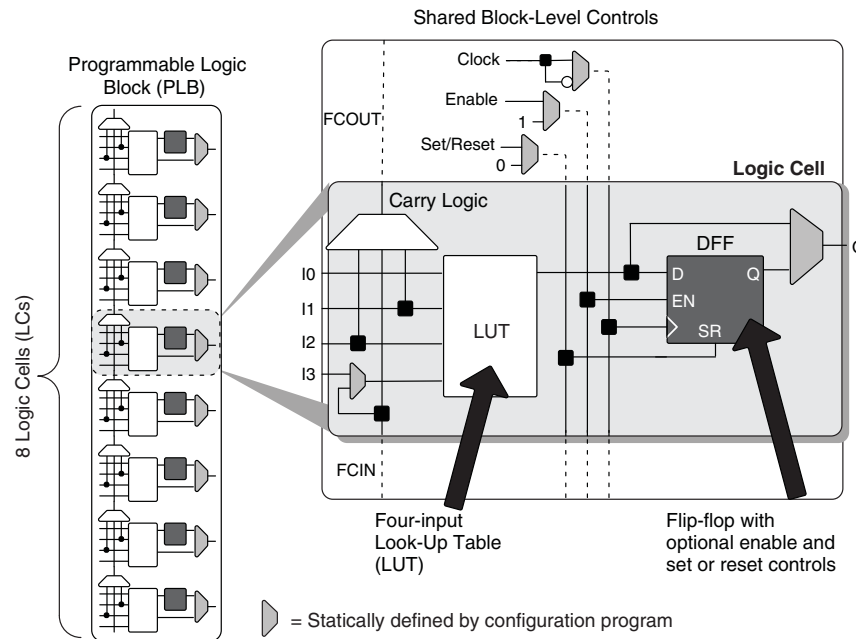 Shared Block-Level Controls
Programmable Logic
Block (PLB)
8 Logic Cells (LCs)
Clock
Enable
1
FCOUT
Set/Reset
0
Logic Cell
Carry Logic
DFF
I0
D
Q
I1
EN
LUT
I2
SR
I3
FCIN
Four-input
Look-Up Table
(LUT)
Flip-flop with
optional enable and
set or reset controls
= Statically defined by configuration program